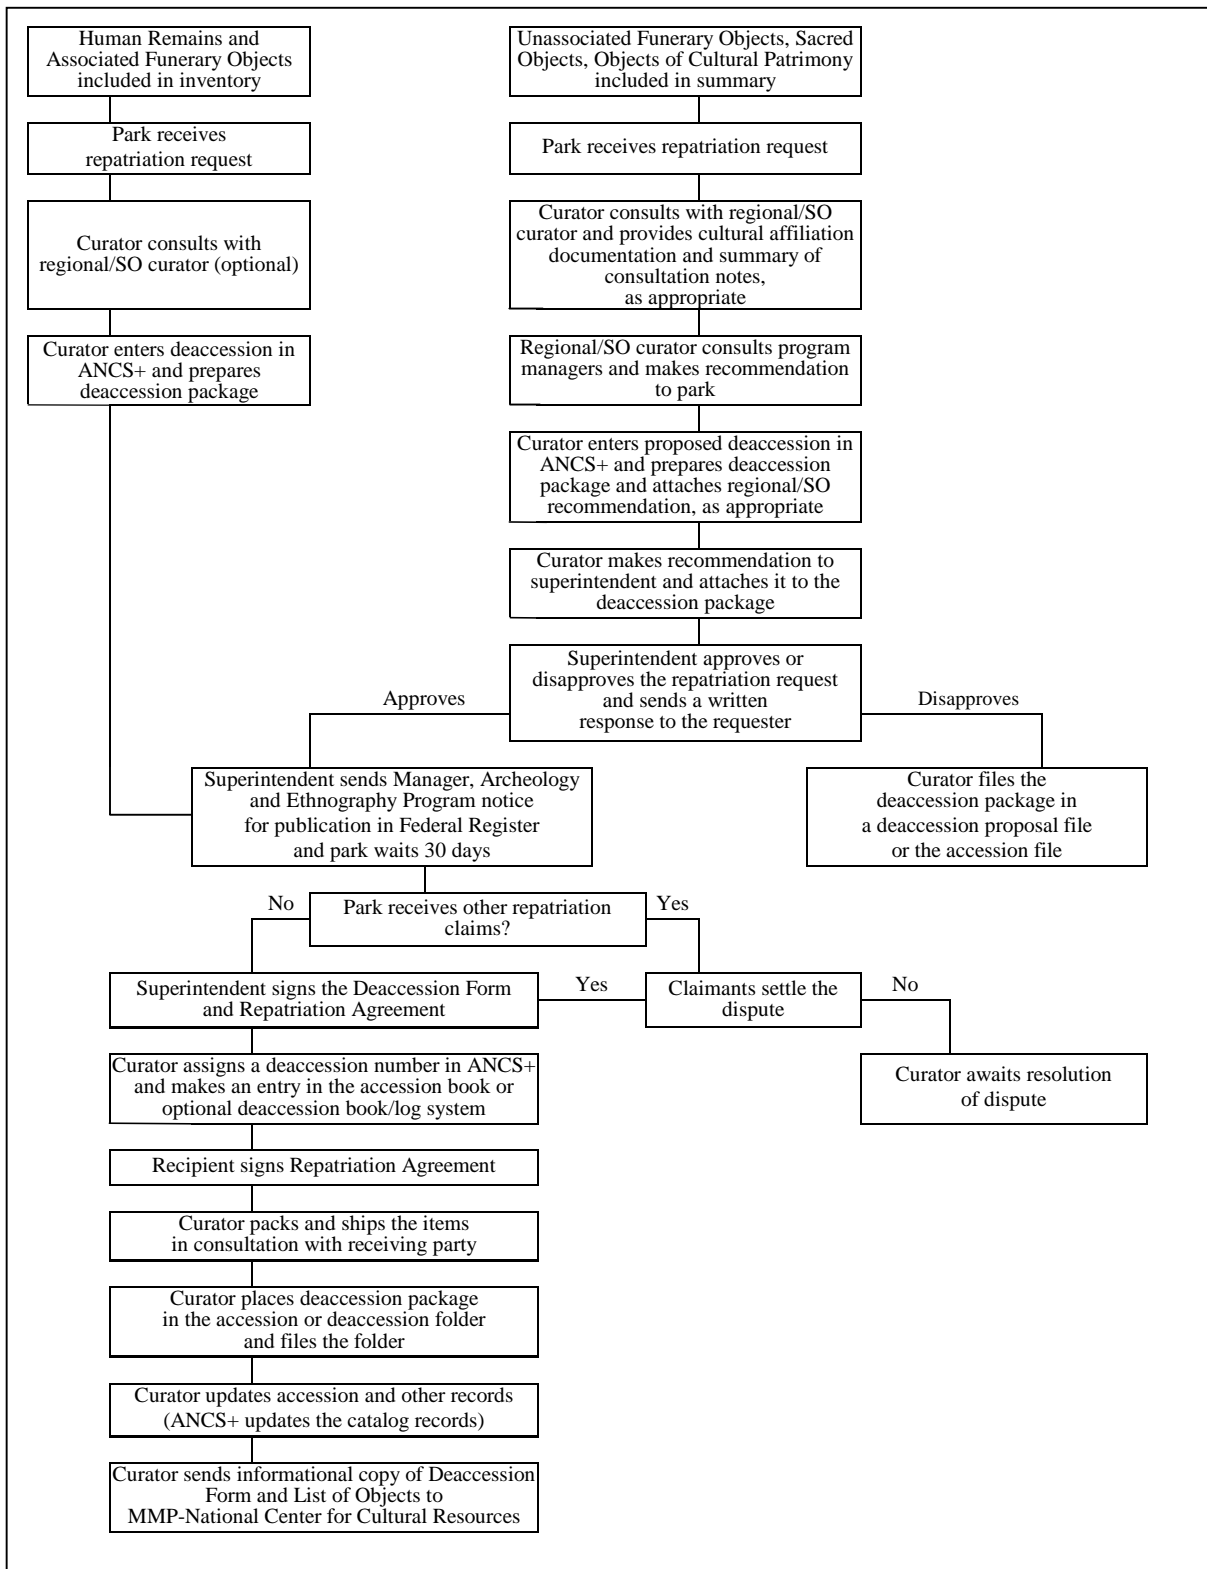 Human Remains and
Associated Funerary Objects
included in inventory
Unassociated Funerary Objects, Sacred
Objects, Objects of Cultural Patrimony
included in summary
Park receives
repatriation request
Park receives repatriation request
Curator consults with
regional/SO curator (optional)
Curator consults with regional/SO
curator and provides cultural affiliation
documentation and summary of
consultation notes,
as appropriate
Curator enters deaccession in
ANCS+ and prepares
deaccession package
Regional/SO curator consults program
managers and makes recommendation
to park
Curator enters proposed deaccession in
ANCS+ and prepares deaccession
package and attaches regional/SO
recommendation, as appropriate
Curator makes recommendation to
superintendent and attaches it to the
deaccession package
Superintendent approves or
disapproves the repatriation request
and sends a written
response to the requester
Approves
Disapproves
Superintendent sends Manager, Archeology
and Ethnography Program notice
for publication in Federal Register
and park waits 30 days
Curator files the
deaccession package in
a deaccession proposal file
or the accession file
No
Park receives other repatriation
claims?
Yes
Superintendent signs the Deaccession Form
and Repatriation Agreement
Yes
Claimants settle the
dispute
No
Curator assigns a deaccession number in ANCS+
and makes an entry in the accession book or
optional deaccession book/log system
Curator awaits resolution
of dispute
Recipient signs Repatriation Agreement
Curator packs and ships the items
in consultation with receiving party
Curator places deaccession package
in the accession or deaccession folder
and files the folder
Curator updates accession and other records
(ANCS+ updates the catalog records)
Curator sends informational copy of Deaccession
Form and List of Objects to
MMP-National Center for Cultural Resources